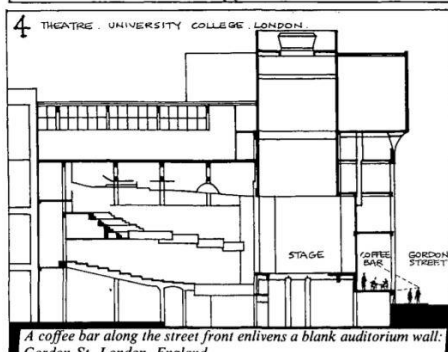 4 THEATRE . UNIVERSITY COLLEGE . LONDON .
STAGE
COFFEE BAR
GORDON STREET
A coffee bar along the street front enlivens a blank auditorium wall:
Gordon St, London, England